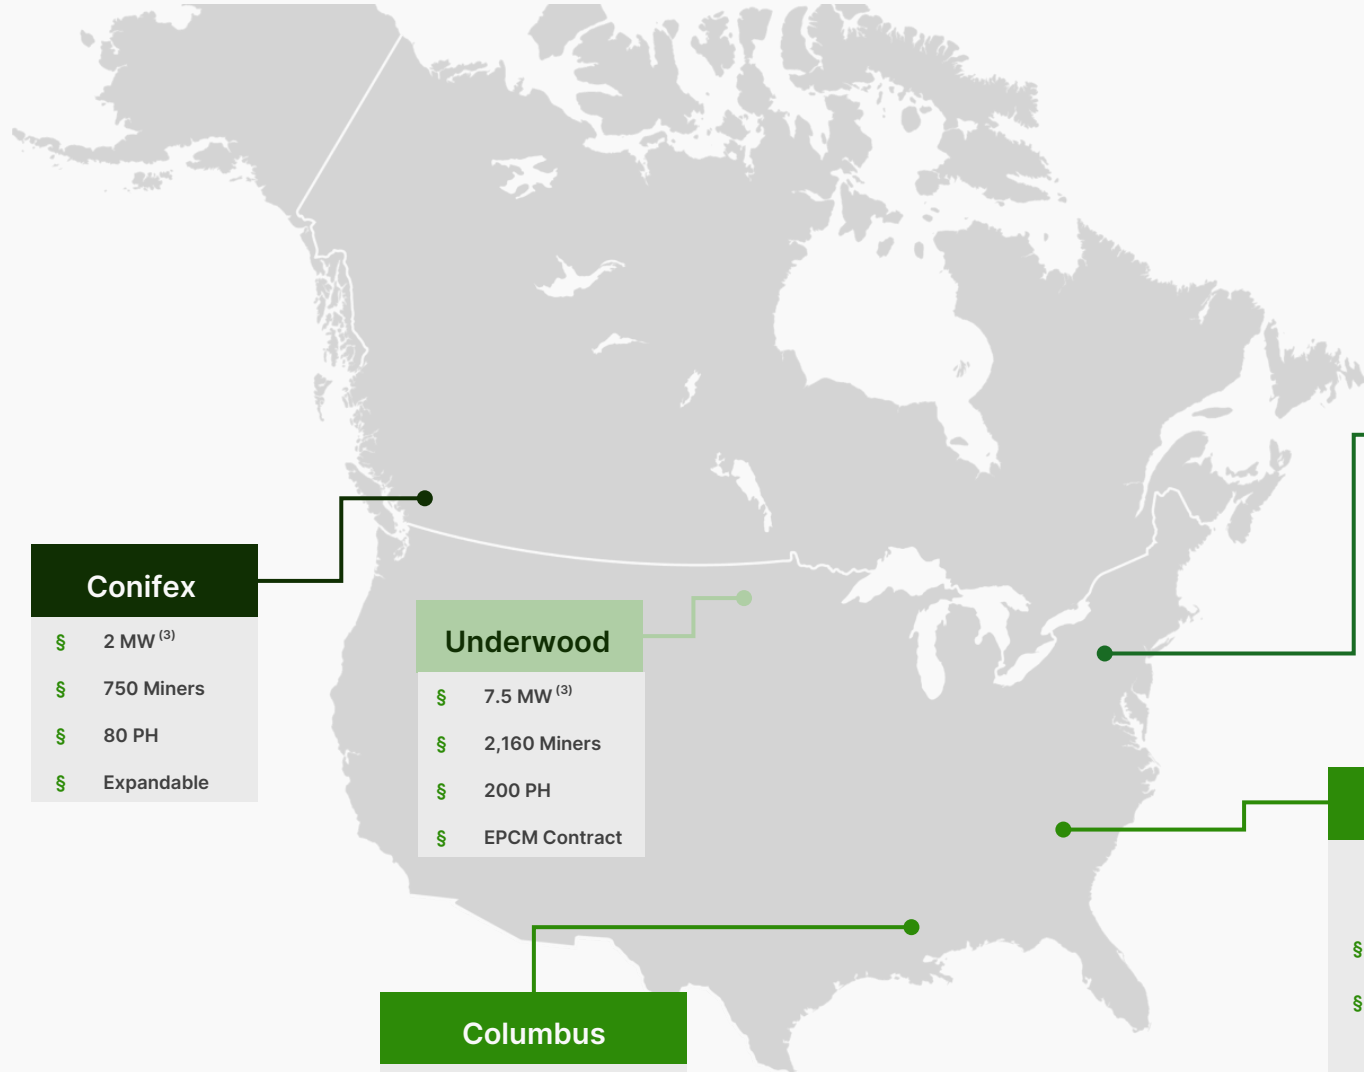 Conifex
§ 2 MW (3)
§ 750 Miners
§ 80 PH
§ Expandable
Underwood
§ 7.5 MW (3)
§ 2,160 Miners
§ 200 PH
§ EPCM Contract
Columbus
§
§